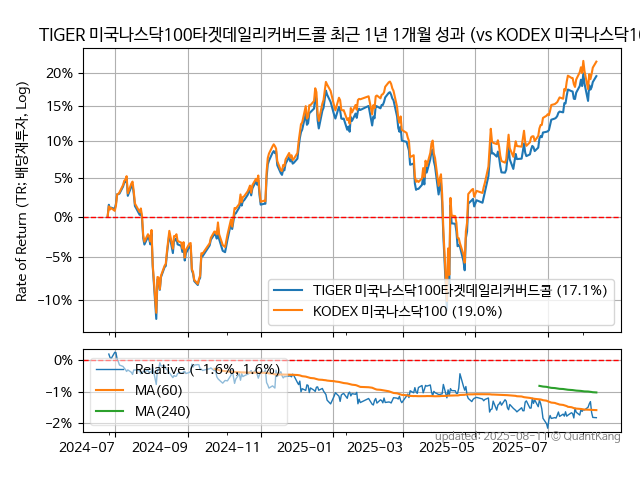 TIGER 미국나스닥100타겟데일리커버드콜 최근 1년 1개월 성과 (vs KODEX 미국나스닥10
Rate of Return (TR: 배당재투자, Log)
20%
15%
10%
5%
0%
−5%
−10%
TIGER 미국나스닥100타겟데일리커버드콜 (17.1%)
KODEX 미국나스닥100 (19.0%)
0%
−1%
−2%
Relative (−1.6%, 1.6%)
MA(60)
MA(240)
2024-07
2024-09
2024-11
2025-01
2025-03
2025-05
2025-07
updated: 2025-08-11 © QuantKang